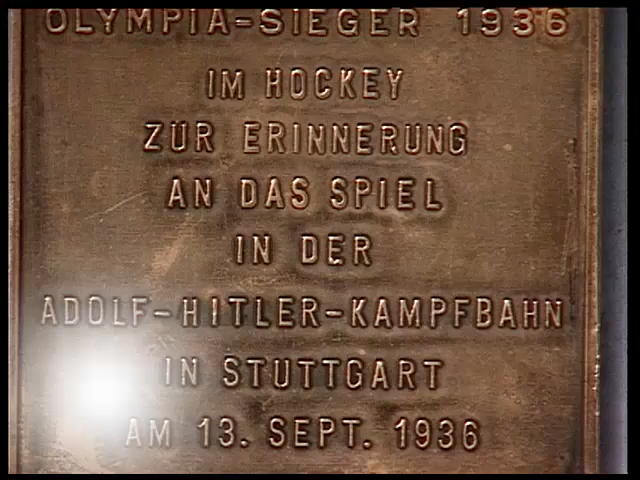 OLYMPIA-SIEGER 1936
IM HOCKEY
ZUR ERINNERUNG
AN DAS SPIEL
IN DER
ADOLF-HITLER-KAMPFBAHN
IN STUTTGART
AM 13. SEPT. 1936